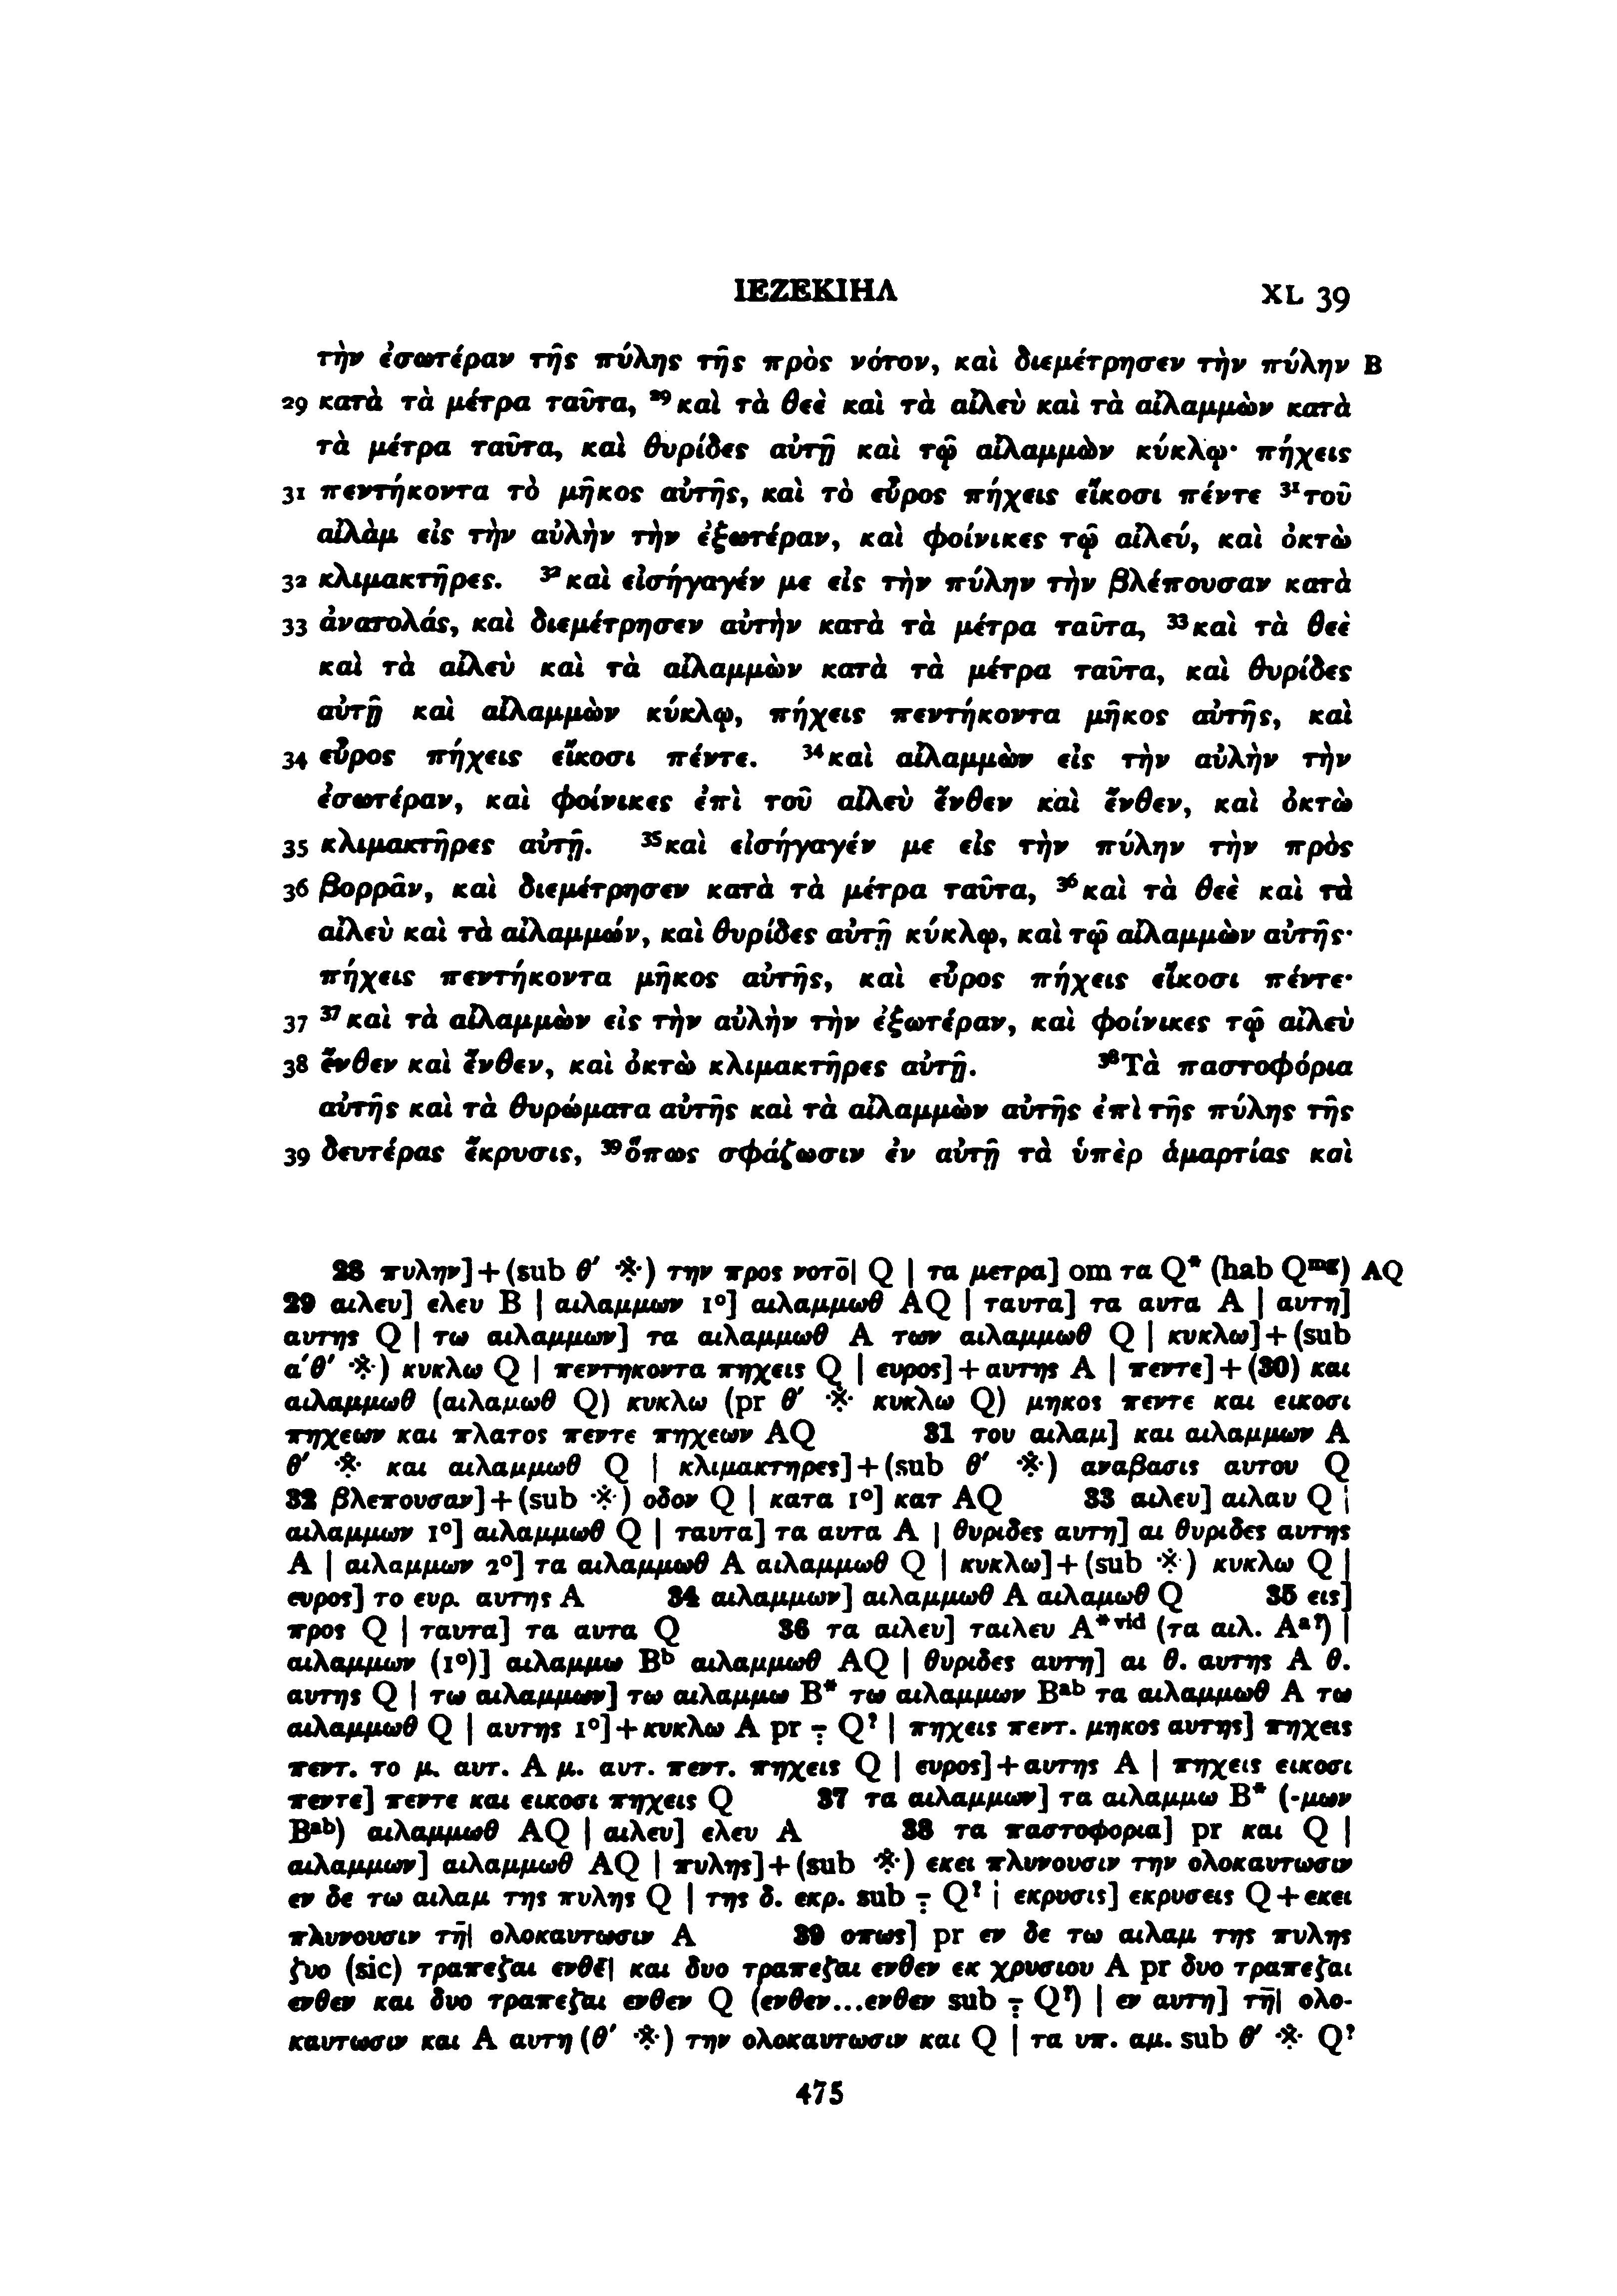 ΙΕΖΕΚΙΗΛ XL 39
τὴν ἐσωτέραν τῆς πύλης τῆς πρὸς νότον, καὶ διεμέτρησεν τὴν πύλην B
29 κατὰ τὰ μέτρα ταῦτα, ²⁹καὶ τὰ θεὲ καὶ τὰ αἰλεὺ καὶ τὰ αἰλαμμὼν κατὰ
τὰ μέτρα ταῦτα, καὶ θυρίδες αὐτῇ καὶ τῷ αἰλαμμὼν κύκλῳ· πήχεις
31 πεντήκοντα τὸ μῆκος αὐτῆς, καὶ τὸ εὖρος πήχεις εἴκοσι πέντε ³¹τοῦ
αἰλὰμ εἰς τὴν αὐλὴν τὴν ἐξωτέραν, καὶ φοίνικες τῷ αἰλεύ, καὶ ὀκτὼ
32 κλιμακτῆρες. ³²καὶ εἰσήγαγέν με εἰς τὴν πύλην τὴν βλέπουσαν κατὰ
33 ἀνατολάς, καὶ διεμέτρησεν αὐτὴν κατὰ τὰ μέτρα ταῦτα, ³³καὶ τὰ θεὲ
καὶ τὰ αἰλεὺ καὶ τὰ αἰλαμμὼν κατὰ τὰ μέτρα ταῦτα, καὶ θυρίδες
αὐτῇ καὶ αἰλαμμὼν κύκλῳ, πήχεις πεντήκοντα μῆκος αὐτῆς, καὶ
34 εὖρος πήχεις εἴκοσι πέντε. ³⁴καὶ αἰλαμμὼν εἰς τὴν αὐλὴν τὴν
ἐσωτέραν, καὶ φοίνικες ἐπὶ τοῦ αἰλεὺ ἔνθεν καὶ ἔνθεν, καὶ ὀκτὼ
35 κλιμακτῆρες αὐτῇ. ³⁵καὶ εἰσήγαγέν με εἰς τὴν πύλην τὴν πρὸς
36 βορρᾶν, καὶ διεμέτρησεν κατὰ τὰ μέτρα ταῦτα, ³⁶καὶ τὰ θεὲ καὶ τὰ
αἰλεὺ καὶ τὰ αἰλαμμών, καὶ θυρίδες αὐτῇ κύκλῳ, καὶ τῷ αἰλαμμὼν αὐτῆς·
πήχεις πεντήκοντα μῆκος αὐτῆς, καὶ εὖρος πήχεις εἴκοσι πέντε·
37 ³⁷καὶ τὰ αἰλαμμὼν εἰς τὴν αὐλὴν τὴν ἐξωτέραν, καὶ φοίνικες τῷ αἰλεὺ
38 ἔνθεν καὶ ἔνθεν, καὶ ὀκτὼ κλιμακτῆρες αὐτῇ. ³⁸Τὰ παστοφόρια
αὐτῆς καὶ τὰ θυρώματα αὐτῆς καὶ τὰ αἰλαμμὼν αὐτῆς ἐπὶ τῆς πύλης τῆς
39 δευτέρας ἔκρυσις, ³⁹ὅπως σφάζωσιν ἐν αὐτῇ τὰ ὑπὲρ ἁμαρτίας καὶ
28 πυλην]+(sub θ′ ※) την προς νοτο̄| Q | τα μετρα] om τα Q* (hab Qᵐᵍ) AQ
29 αιλευ] ελευ B | αιλαμμων 1°] αιλαμμωθ AQ | ταυτα] τα αυτα A | αυτη]
αυτης Q | τω αιλαμμων] τα αιλαμμωθ A των αιλαμμωθ Q | κυκλω]+(sub
α′θ′ ※) κυκλω Q | πεντηκοντα πηχεις Q | ευρος]+αυτης A | πεντε]+(30) και
αιλαμμωθ (αιλαμωθ Q) κυκλω (pr θ′ ※ κυκλω Q) μηκος πεντε και εικοσι
πηχεων και πλατος πεντε πηχεων AQ 31 του αιλαμ] και αιλαμμων A
θ′ ※ και αιλαμμωθ Q | κλιμακτηρες]+(sub θ′ ※) αναβασις αυτου Q
32 βλεπουσαν]+(sub ※) οδον Q | κατα 1°] κατ AQ 33 αιλευ] αιλαυ Q |
αιλαμμων 1°] αιλαμμωθ Q | ταυτα] τα αυτα A | θυριδες αυτη] αι θυριδες αυτης
A | αιλαμμων 2°] τα αιλαμμωθ A αιλαμμωθ Q | κυκλω]+(sub ※) κυκλω Q |
ευρος] το ευρ. αυτης A 34 αιλαμμων] αιλαμμωθ A αιλαμωθ Q 35 εις]
προς Q | ταυτα] τα αυτα Q 36 τα αιλευ] ταιλευ A*ᵛⁱᵈ (τα αιλ. Aᵃ?) |
αιλαμμων (1°)] αιλαμμω Bᵇ αιλαμμωθ AQ | θυριδες αυτη] αι θ. αυτης A θ.
αυτης Q | τω αιλαμμων] τω αιλαμμω B* τω αιλαμμων Bᵃᵇ τα αιλαμμωθ A τω
αιλαμμωθ Q | αυτης 1°]+κυκλω A pr ⁒ Q? | πηχεις πεντ. μηκος αυτης] πηχεις
πεντ. το μ. αυτ. A μ. αυτ. πεντ. πηχεις Q | ευρος]+αυτης A | πηχεις εικοσι
πεντε] πεντε και εικοσι πηχεις Q 37 τα αιλαμμων] τα αιλαμμω B* (-μων
Bᵃᵇ) αιλαμμωθ AQ | αιλευ] ελευ A 38 τα παστοφορια] pr και Q |
αιλαμμων] αιλαμμωθ AQ | πυλης]+(sub ※) εκει πλυνουσιν την ολοκαυτωσιν
εν δε τω αιλαμ της πυλης Q | της δ. εκρ. sub ⁒ Q? | εκρυσις] εκρυσεις Q+εκει
πλυνουσιν τη̄| ολοκαυτωσιν A 39 οπως] pr εν δε τω αιλαμ της πυλης
ζυο (sic) τραπεζαι ενθε̄| και δυο τραπεζαι ενθεν εκ χρυσιου A pr δυο τραπεζαι
ενθεν και δυο τραπεζαι ενθεν Q (ενθεν...ενθεν sub ⁒ Q?) | εν αυτη] τη̄| ολο-
καυτωσιν και A αυτη (θ′ ※) την ολοκαυτωσιν και Q | τα υπ. αμ. sub θ′ ※ Q?
475